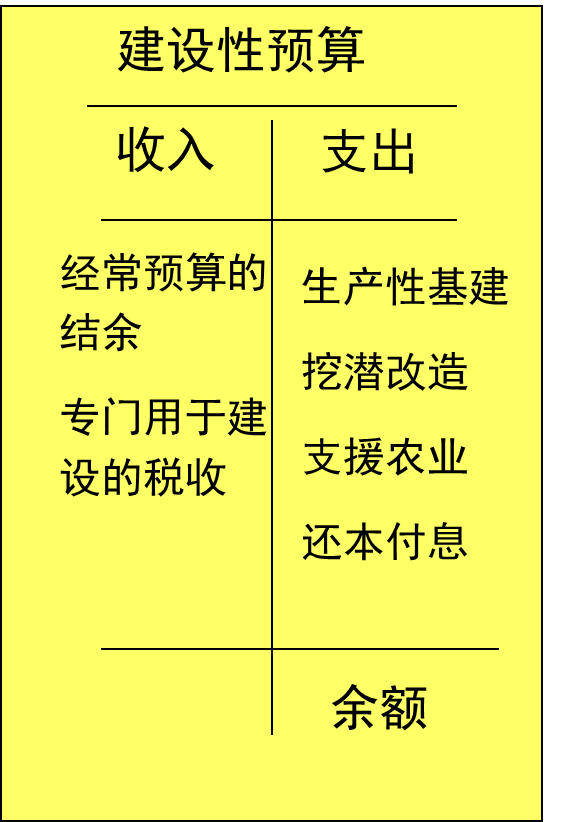 建设性预算
收入
支出
经常预算的
结余
专门用于建
设的税收
生产性基建
挖潜改造
支援农业
还本付息
余额